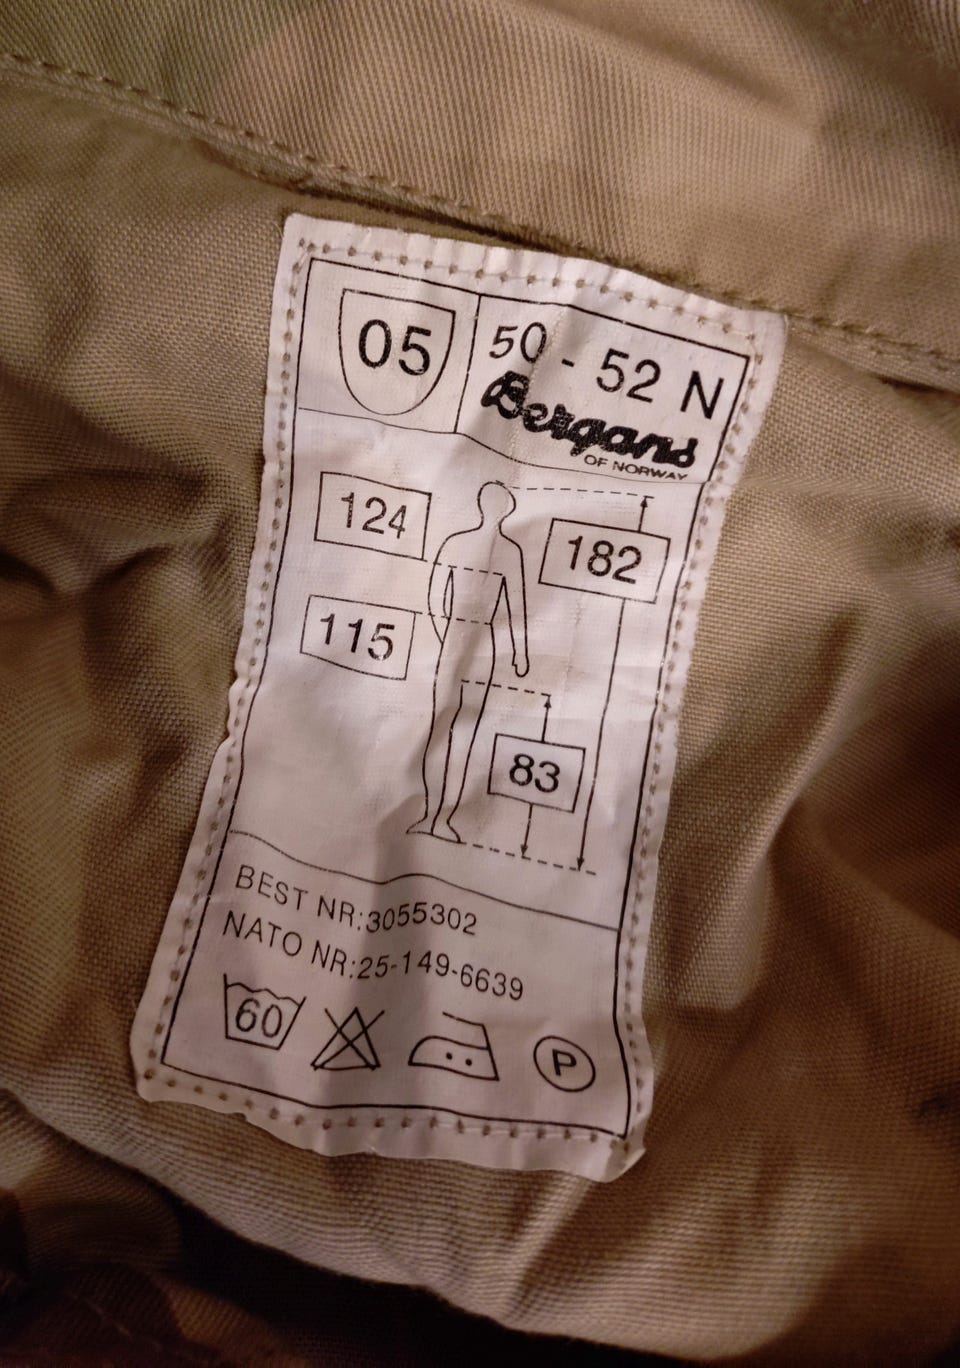 05
50 - 52 N
Bergans
OF NORWAY
124
182
115
83
BEST NR:3055302
NATO NR:25-149-6639
60
P